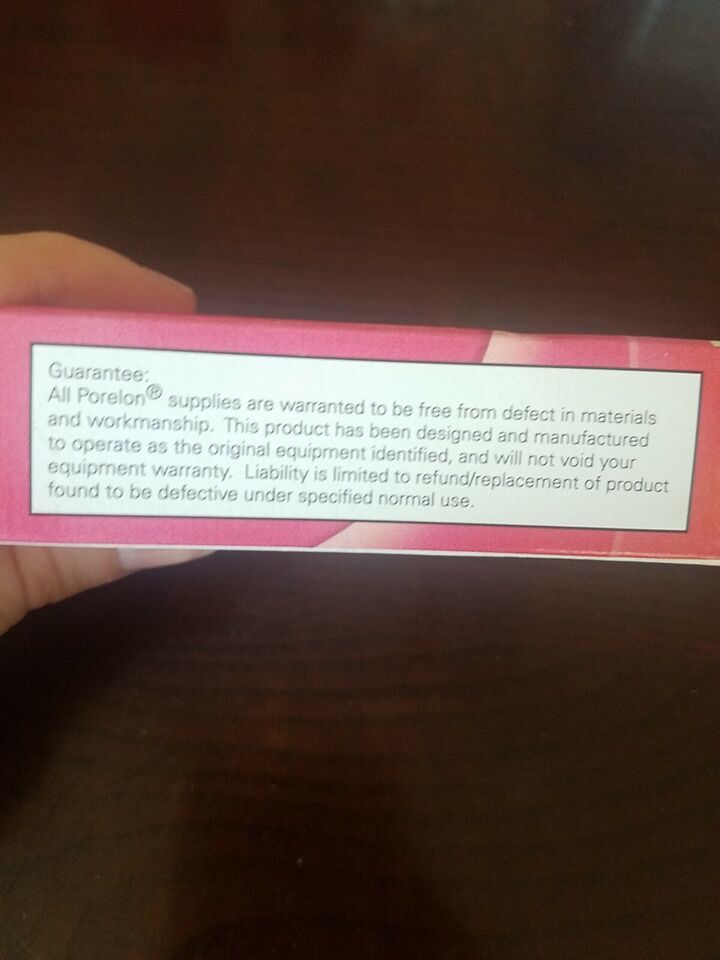 Guarantee:
All Porelon® supplies are warranted to be free from defect in materials
and workmanship. This product has been designed and manufactured
to operate as the original equipment identified, and will not void your
equipment warranty. Liability is limited to refund/replacement of product
found to be defective under specified normal use.